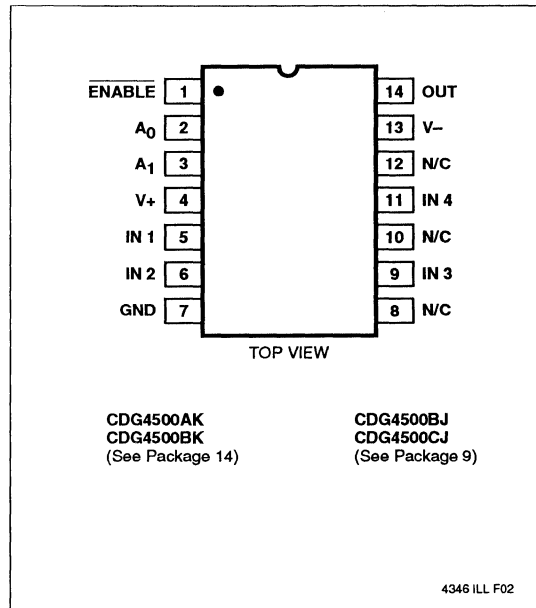 ENABLE 1 14 OUT
A0 2 13 V–
A1 3 12 N/C
V+ 4 11 IN 4
IN 1 5 10 N/C
IN 2 6 9 IN 3
GND 7 8 N/C
TOP VIEW
CDG4500AK CDG4500BJ
CDG4500BK CDG4500CJ
(See Package 14) (See Package 9)
4346 ILL F02